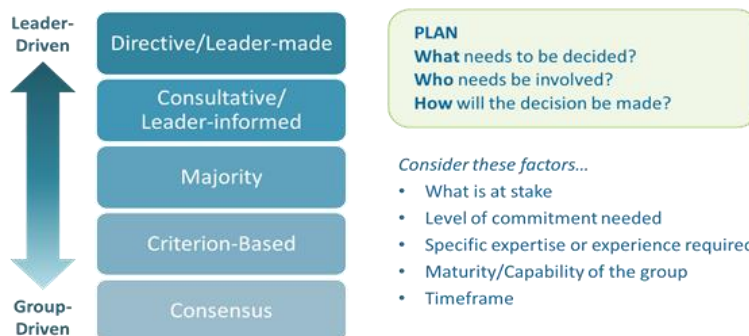 Leader-
Driven
Directive/Leader-made
Consultative/
Leader-informed
Majority
Criterion-Based
Consensus
Group-
Driven
PLAN
What needs to be decided?
Who needs be involved?
How will the decision be made?
Consider these factors...
• What is at stake
• Level of commitment needed
• Specific expertise or experience required
• Maturity/Capability of the group
• Timeframe